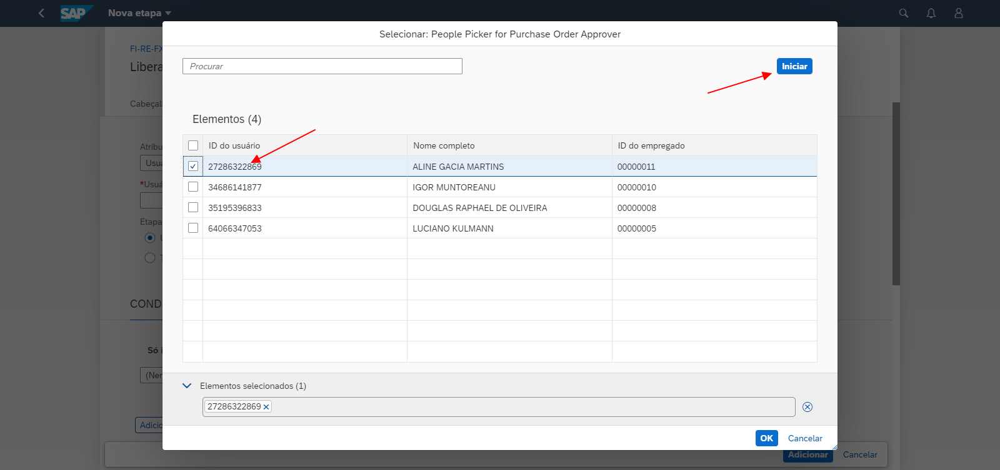 SAP Nova etapa
Selecionar: People Picker for Purchase Order Approver
FI-RE-FX
Libera
Procurar
Iniciar
Cabeçal
Elementos (4)
ID do usuário Nome completo ID do empregado
27286322869 ALINE GACIA MARTINS 00000011
34686141877 IGOR MUNTOREANU 00000010
35195396833 DOUGLAS RAPHAEL DE OLIVEIRA 00000008
64066347053 LUCIANO KULMANN 00000005
Atribu
Usuá
*Usuá
Etapa
COND
Só i
(Nen
Elementos selecionados (1)
27286322869
Adicio
OK Cancelar
Adicionar Cancelar